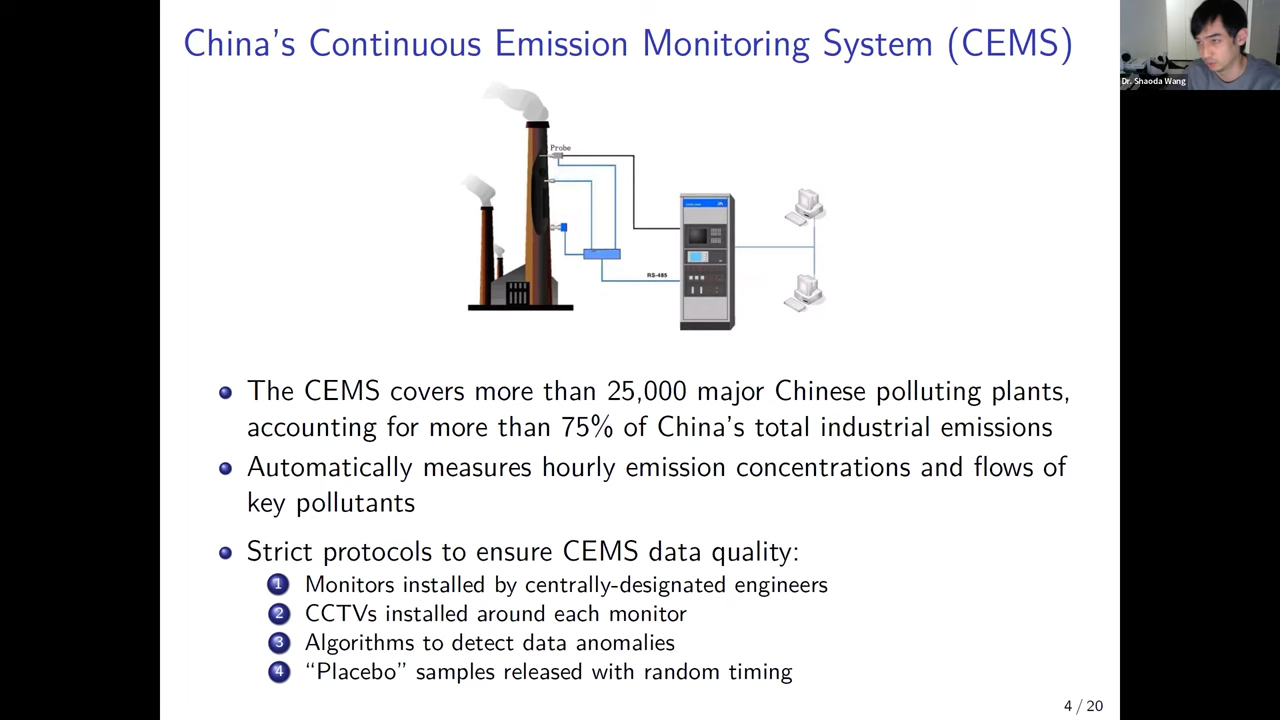 China's Continuous Emission Monitoring System (CEMS)
Dr. Shaoda Wang
Probe
RS-485
The CEMS covers more than 25,000 major Chinese polluting plants,
accounting for more than 75% of China's total industrial emissions
Automatically measures hourly emission concentrations and flows of
key pollutants
Strict protocols to ensure CEMS data quality:
1 Monitors installed by centrally-designated engineers
2 CCTVs installed around each monitor
3 Algorithms to detect data anomalies
4 “Placebo” samples released with random timing
4 / 20